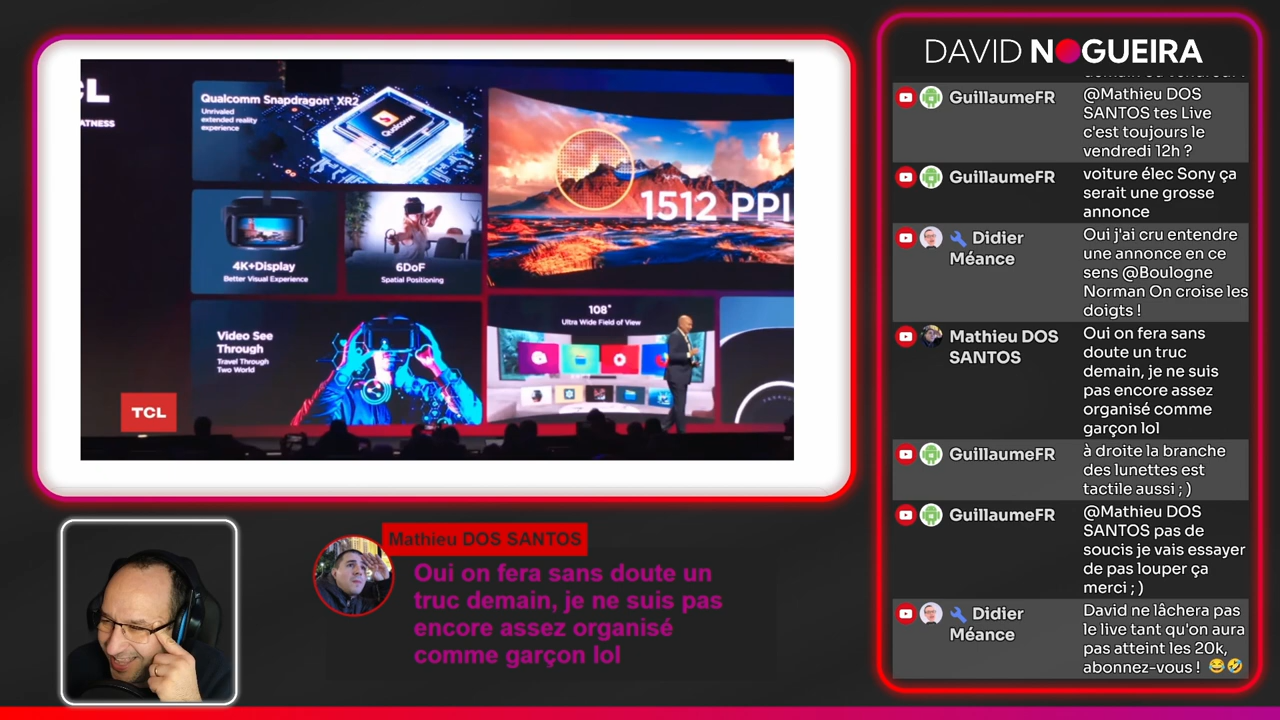 CL
ATNESS
Qualcomm Snapdragon® XR2
Unrivaled
extended reality
experience
Qualcomm
1512 PPI
4K+Display
Better Visual Experience
6DoF
Spatial Positioning
Video See
Through
Travel Through
Two World
108°
Ultra Wide Field of View
TCL
Mathieu DOS SANTOS
Oui on fera sans doute un
truc demain, je ne suis pas
encore assez organisé
comme garçon lol
DAVID NOGUEIRA
GuillaumeFR
@Mathieu DOS
SANTOS tes Live
c'est toujours le
vendredi 12h ?
GuillaumeFR
voiture élec Sony ça
serait une grosse
annonce
Didier
Méance
Oui j'ai cru entendre
une annonce en ce
sens @Boulogne
Norman On croise les
doigts !
Mathieu DOS
SANTOS
Oui on fera sans
doute un truc
demain, je ne suis
pas encore assez
organisé comme
garçon lol
GuillaumeFR
à droite la branche
des lunettes est
tactile aussi ; )
GuillaumeFR
@Mathieu DOS
SANTOS pas de
soucis je vais essayer
de pas louper ça
merci ; )
Didier
Méance
David ne lâchera pas
le live tant qu'on aura
pas atteint les 20k,
abonnez-vous ! 😂🤣